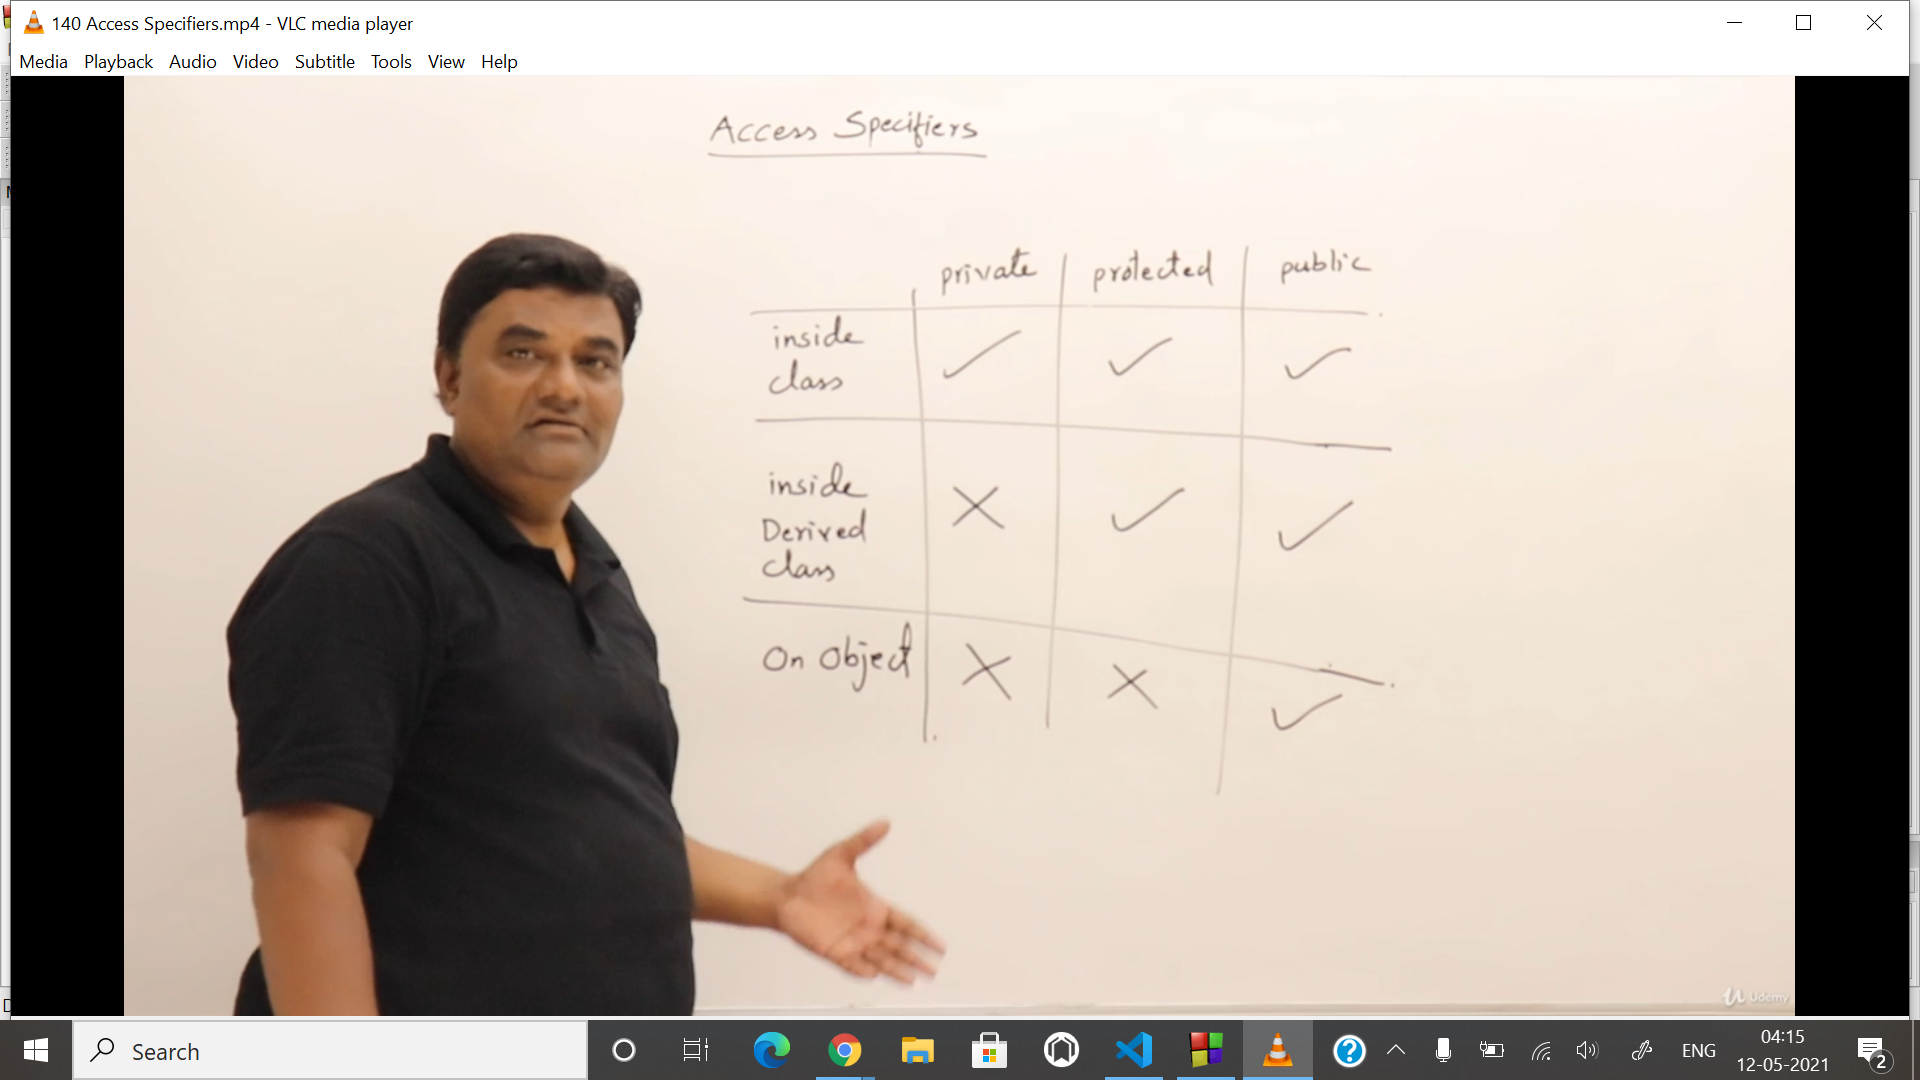 140 Access Specifiers.mp4 - VLC media player
Media Playback Audio Video Subtitle Tools View Help
Access Specifiers
private protected public
inside
class
inside
Derived
class
On Object
Udemy
Search
ENG
04:15
12-05-2021
2